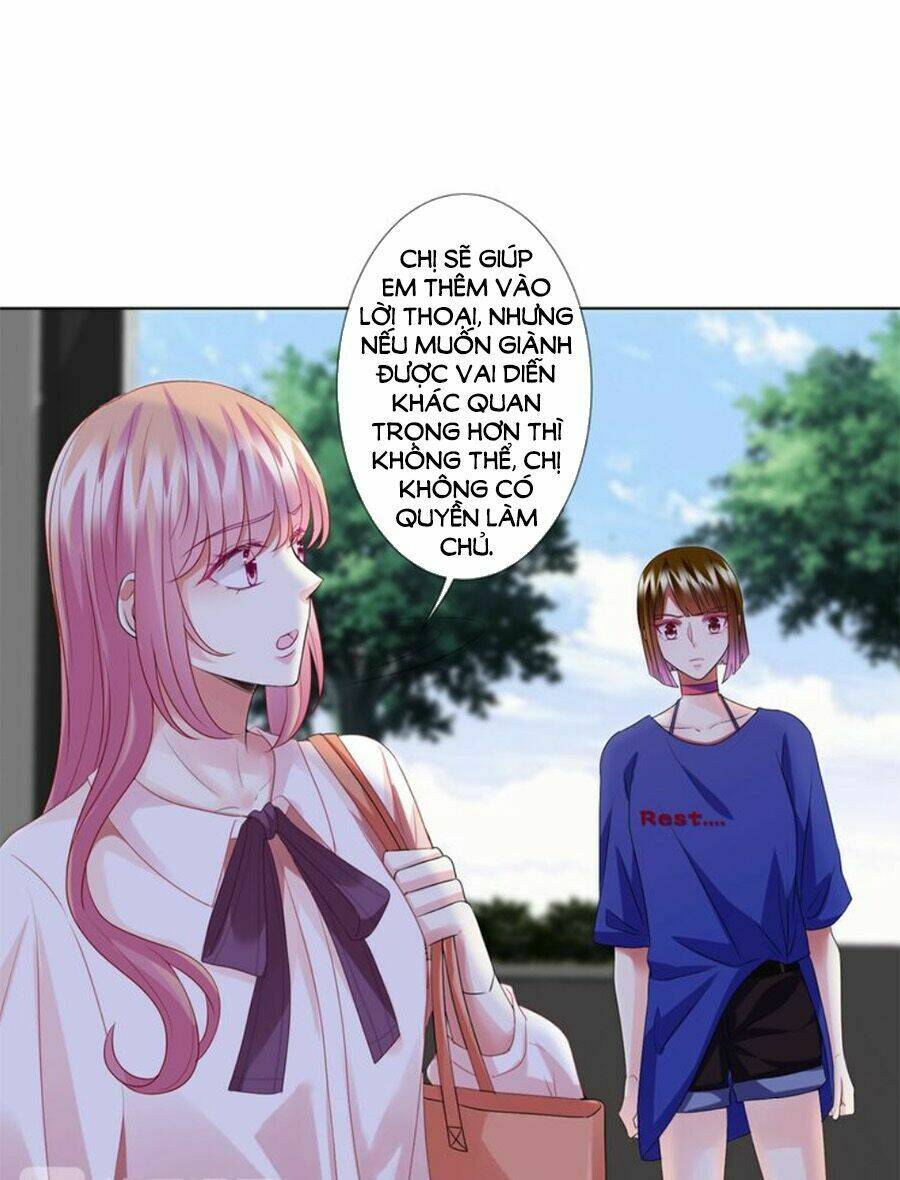 CHỊ SẼ GIÚP
EM THÊM VÀO
LỜI THOẠI, NHƯNG
NẾU MUỐN GIÀNH
ĐƯỢC VAI DIỄN
KHÁC QUAN
TRỌNG HƠN THÌ
KHÔNG THỂ, CHỊ
KHÔNG CÓ
QUYỀN LÀM
CHỦ.
Rest....